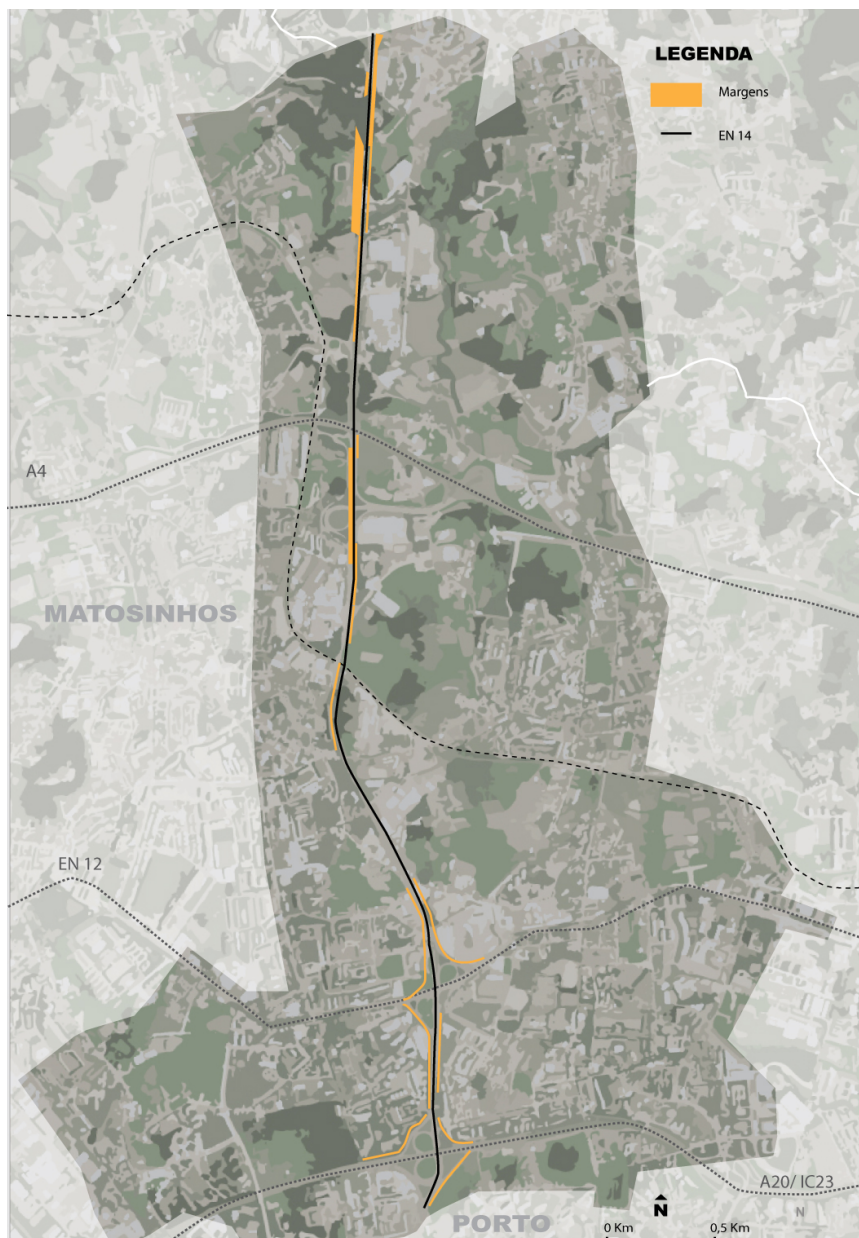 LEGENDA
Margens
EN 14
A4
MATOSINHOS
EN 12
A20/ IC23
PORTO
N
N
0 Km
0,5 Km